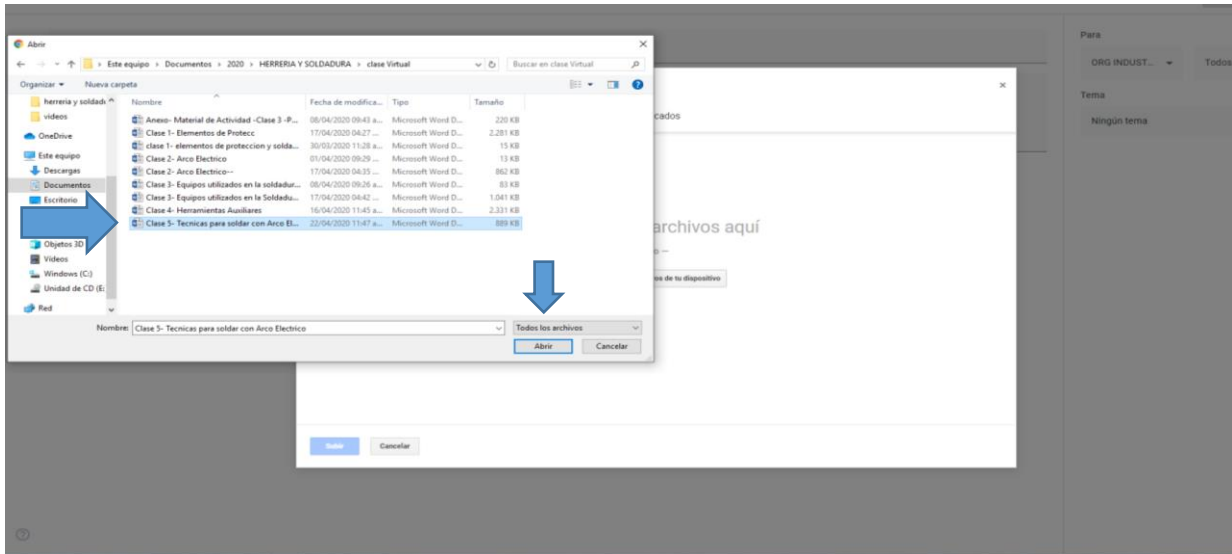 Abrir
Este equipo › Documentos › 2020 › HERRERIA Y SOLDADURA › clase Virtual
Buscar en clase Virtual
Organizar
Nueva carpeta
herreria y soldadu
videos
OneDrive
Este equipo
Descargas
Documentos
Escritorio
Objetos 3D
Vídeos
Windows (C:)
Unidad de CD (E:
Red
Nombre Fecha de modifica... Tipo Tamaño
Anexo- Material de Actividad -Clase 3 -P... 08/04/2020 09:43 a... Microsoft Word D... 220 KB
Clase 1- Elementos de Protecc 17/04/2020 04:27 ... Microsoft Word D... 2.281 KB
clase 1- elementos de proteccion y solda... 30/03/2020 11:28 a... Microsoft Word D... 15 KB
Clase 2- Arco Electrico 01/04/2020 09:29 ... Microsoft Word D... 13 KB
Clase 2- Arco Electrico-- 17/04/2020 04:35 ... Microsoft Word D... 862 KB
Clase 3- Equipos utilizados en la soldadur... 08/04/2020 09:26 a... Microsoft Word D... 83 KB
Clase 3- Equipos utilizados en la Soldadu... 17/04/2020 04:42 ... Microsoft Word D... 1.041 KB
Clase 4- Herramientas Auxiliares 16/04/2020 11:45 a... Microsoft Word D... 2.331 KB
Clase 5- Tecnicas para soldar con Arco El... 22/04/2020 11:47 a... Microsoft Word D... 889 KB
Nombre: Clase 5- Tecnicas para soldar con Arco Electrico
Todos los archivos
Abrir
Cancelar
cados
archivos aquí
o —
os de tu dispositivo
Subir
Cancelar
Para
ORG INDUST...
Todos
Tema
Ningún tema